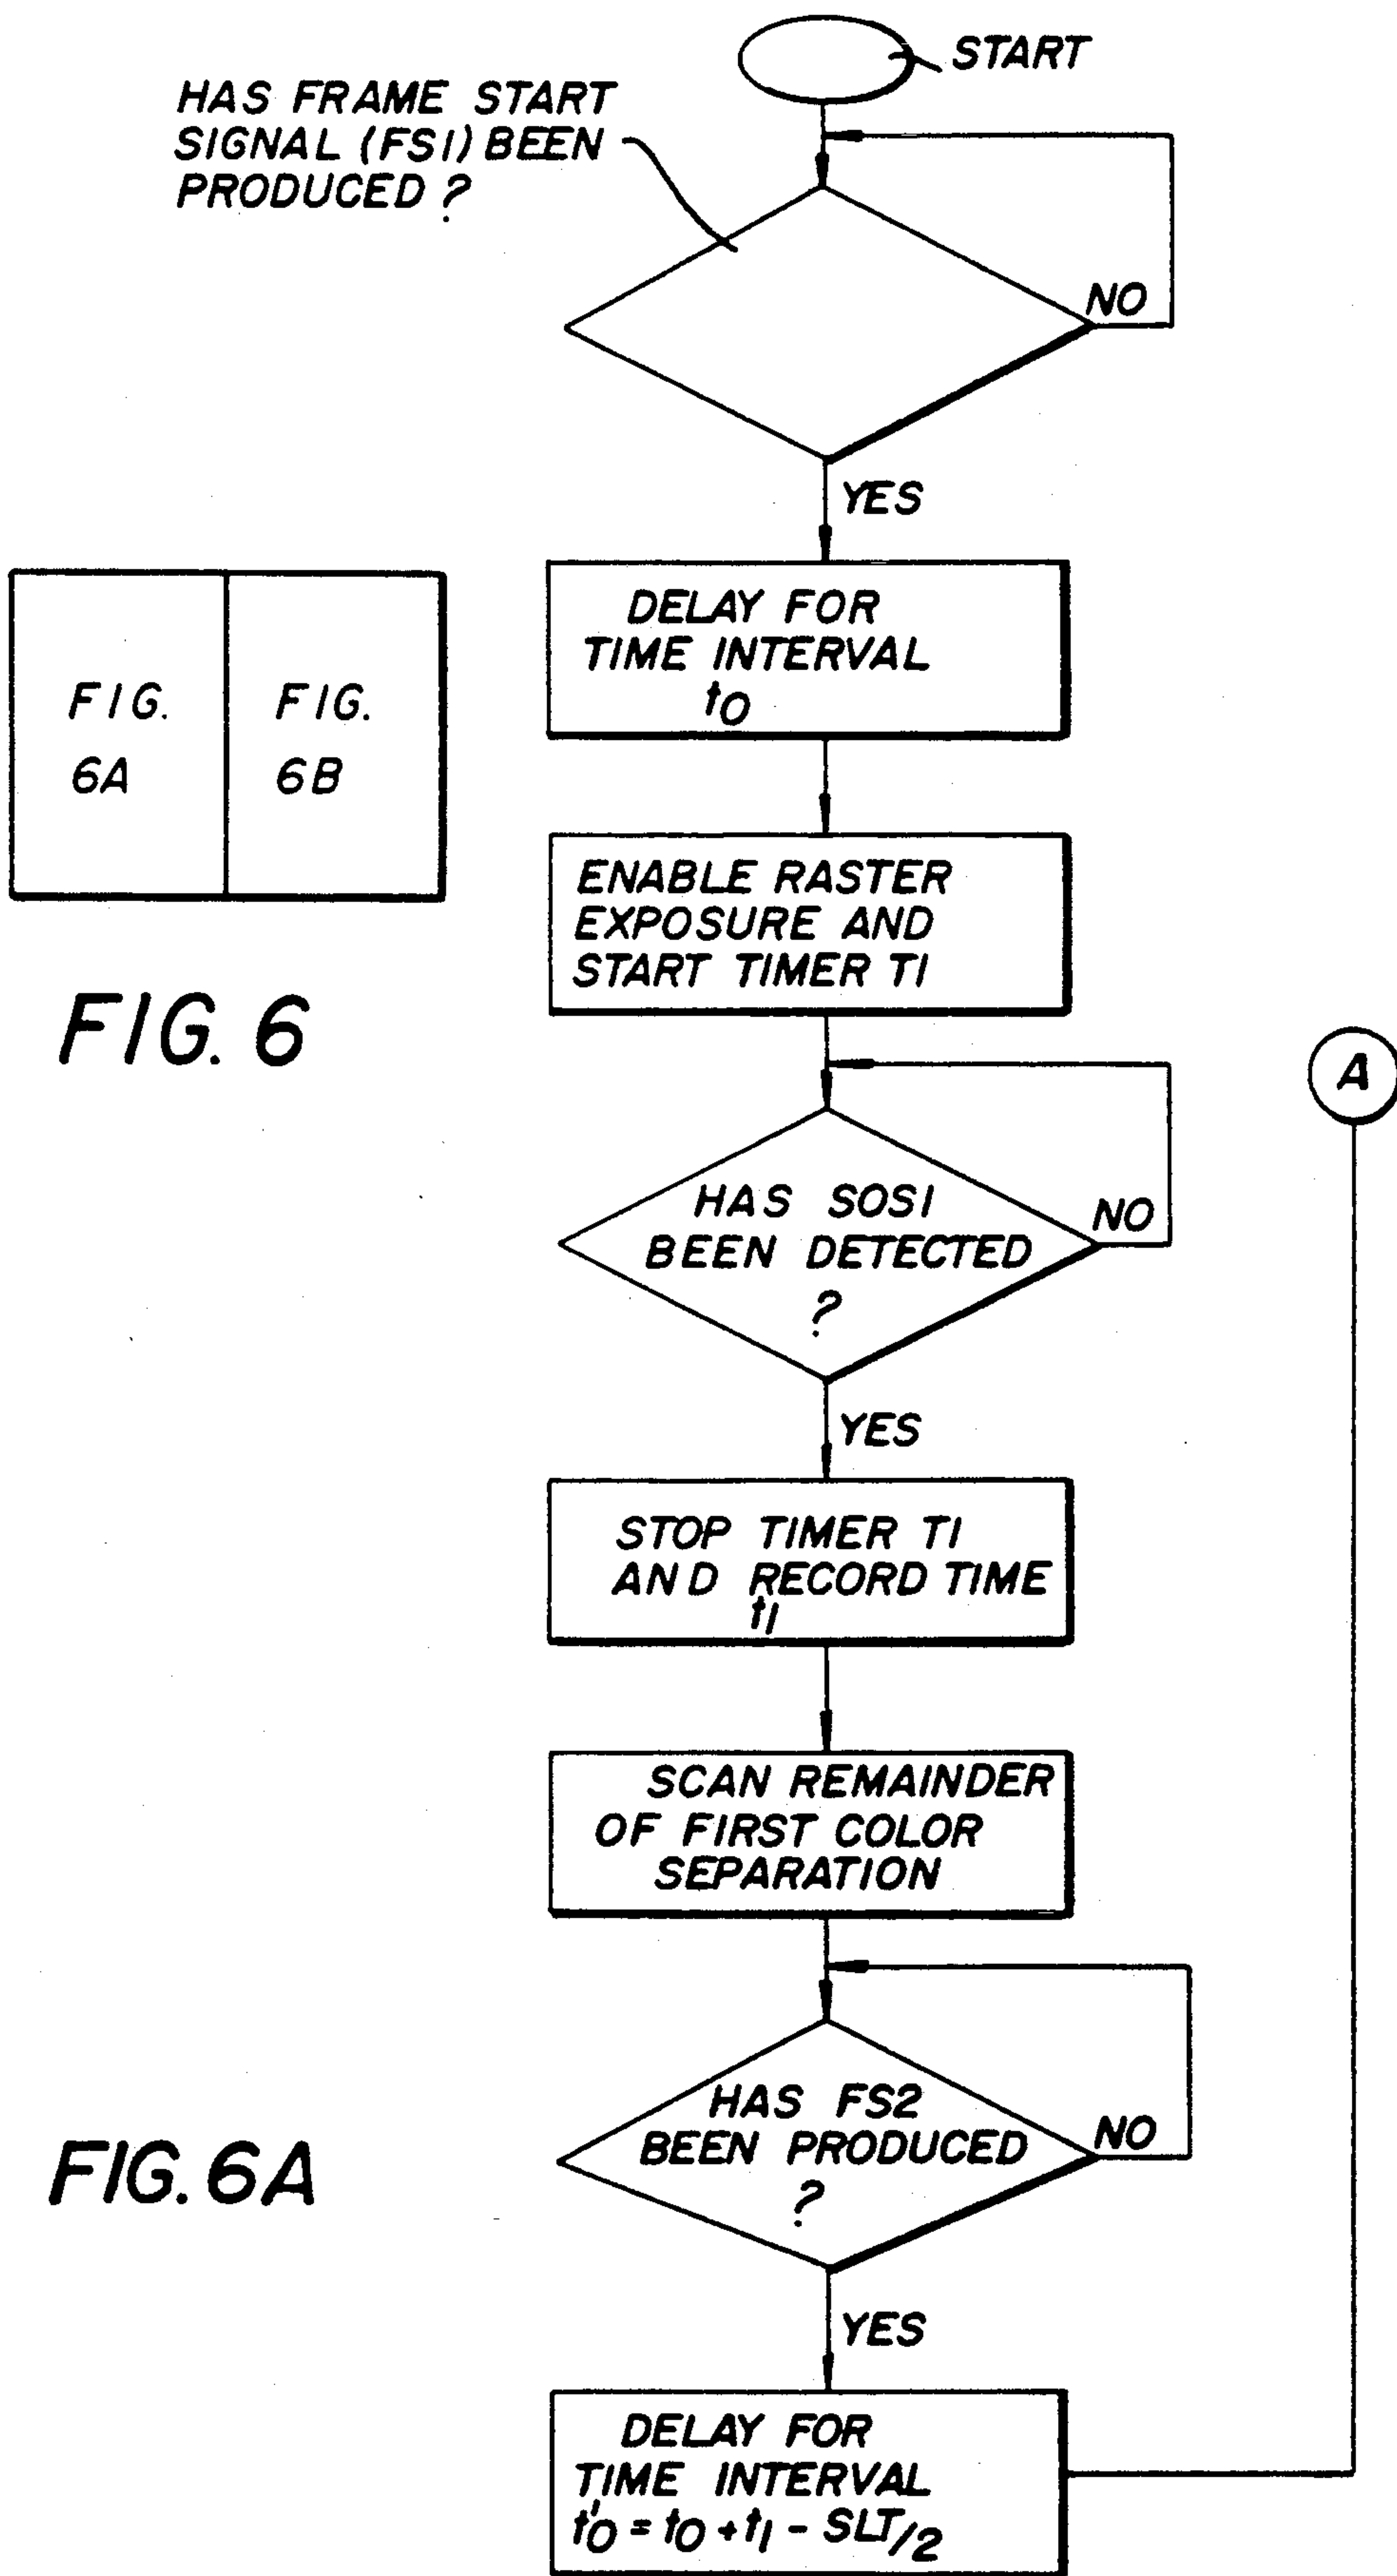 START
HAS FRAME START
SIGNAL (FS1) BEEN
PRODUCED ?
NO
YES
DELAY FOR
TIME INTERVAL
t0
FIG.
6A
FIG.
6B
FIG. 6
ENABLE RASTER
EXPOSURE AND
START TIMER T1
A
HAS SOS1
BEEN DETECTED
?
NO
YES
STOP TIMER T1
AND RECORD TIME
t1
SCAN REMAINDER
OF FIRST COLOR
SEPARATION
HAS FS2
BEEN PRODUCED
?
NO
FIG. 6A
YES
DELAY FOR
TIME INTERVAL
t'0 = t0 + t1 - SLT/2